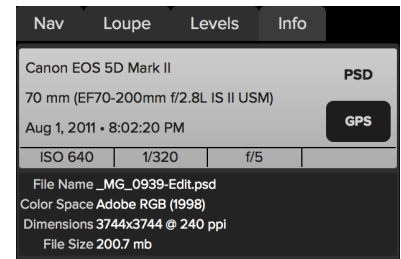 Nav Loupe Levels Info
Canon EOS 5D Mark II PSD
70 mm (EF70-200mm f/2.8L IS II USM)
Aug 1, 2011 • 8:02:20 PM GPS
ISO 640 1/320 f/5
File Name _MG_0939-Edit.psd
Color Space Adobe RGB (1998)
Dimensions 3744x3744 @ 240 ppi
File Size 200.7 mb